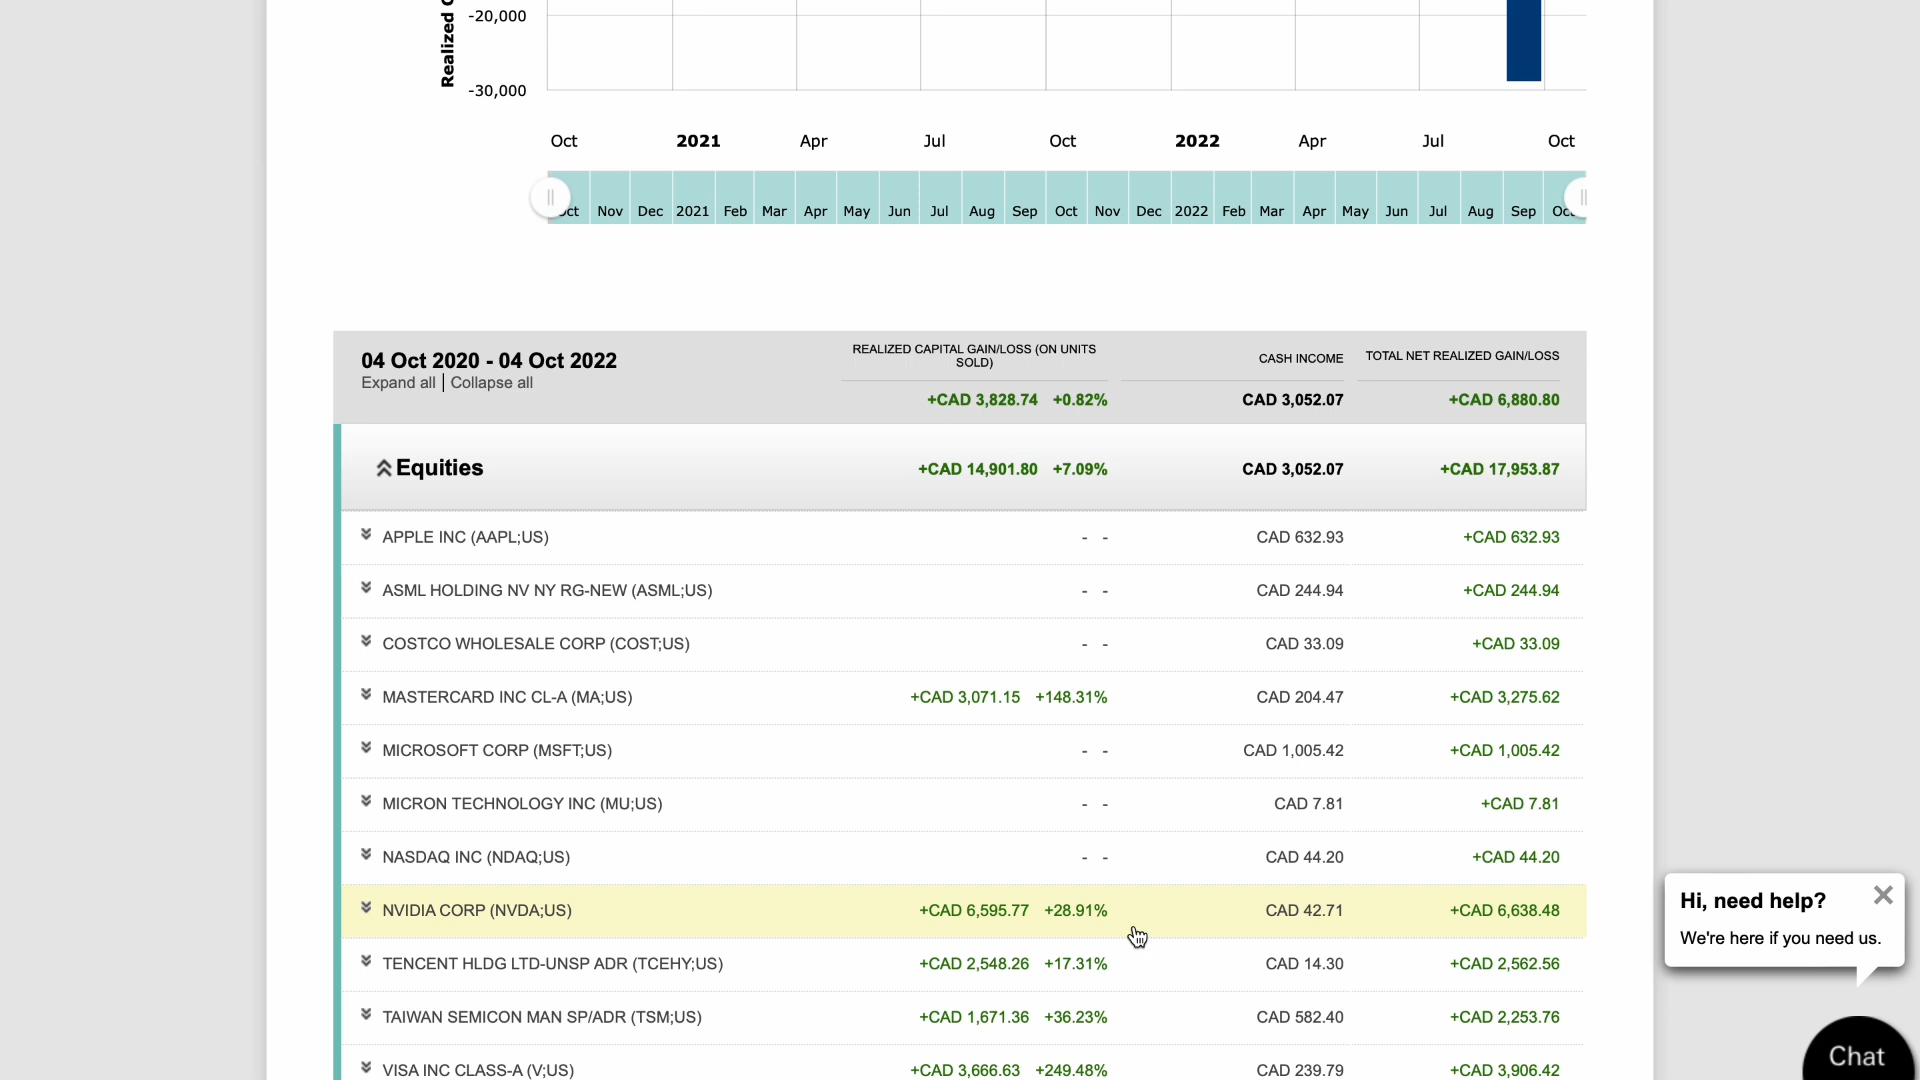 -20,000
-30,000
Oct 2021 Apr Jul Oct 2022 Apr Jul Oct
Nov Dec 2021 Feb Mar Apr May Jun Jul Aug Sep Oct Nov Dec 2022 Feb Mar Apr May Jun Jul Aug Sep
04 Oct 2020 - 04 Oct 2022
Expand all | Collapse all
REALIZED CAPITAL GAIN/LOSS (ON UNITS
SOLD)
CASH INCOME
TOTAL NET REALIZED GAIN/LOSS
+CAD 3,828.74 +0.82% CAD 3,052.07 +CAD 6,880.80
Equities +CAD 14,901.80 +7.09% CAD 3,052.07 +CAD 17,953.87
APPLE INC (AAPL;US) - - CAD 632.93 +CAD 632.93
ASML HOLDING NV NY RG-NEW (ASML;US) - - CAD 244.94 +CAD 244.94
COSTCO WHOLESALE CORP (COST;US) - - CAD 33.09 +CAD 33.09
MASTERCARD INC CL-A (MA;US) +CAD 3,071.15 +148.31% CAD 204.47 +CAD 3,275.62
MICROSOFT CORP (MSFT;US) - - CAD 1,005.42 +CAD 1,005.42
MICRON TECHNOLOGY INC (MU;US) - - CAD 7.81 +CAD 7.81
NASDAQ INC (NDAQ;US) - - CAD 44.20 +CAD 44.20
NVIDIA CORP (NVDA;US) +CAD 6,595.77 +28.91% CAD 42.71 +CAD 6,638.48
TENCENT HLDG LTD-UNSP ADR (TCEHY;US) +CAD 2,548.26 +17.31% CAD 14.30 +CAD 2,562.56
TAIWAN SEMICON MAN SP/ADR (TSM;US) +CAD 1,671.36 +36.23% CAD 582.40 +CAD 2,253.76
VISA INC CLASS-A (V;US) +CAD 3,666.63 +249.48% CAD 239.79 +CAD 3,906.42
Realized
Hi, need help?
We're here if you need us.
Chat